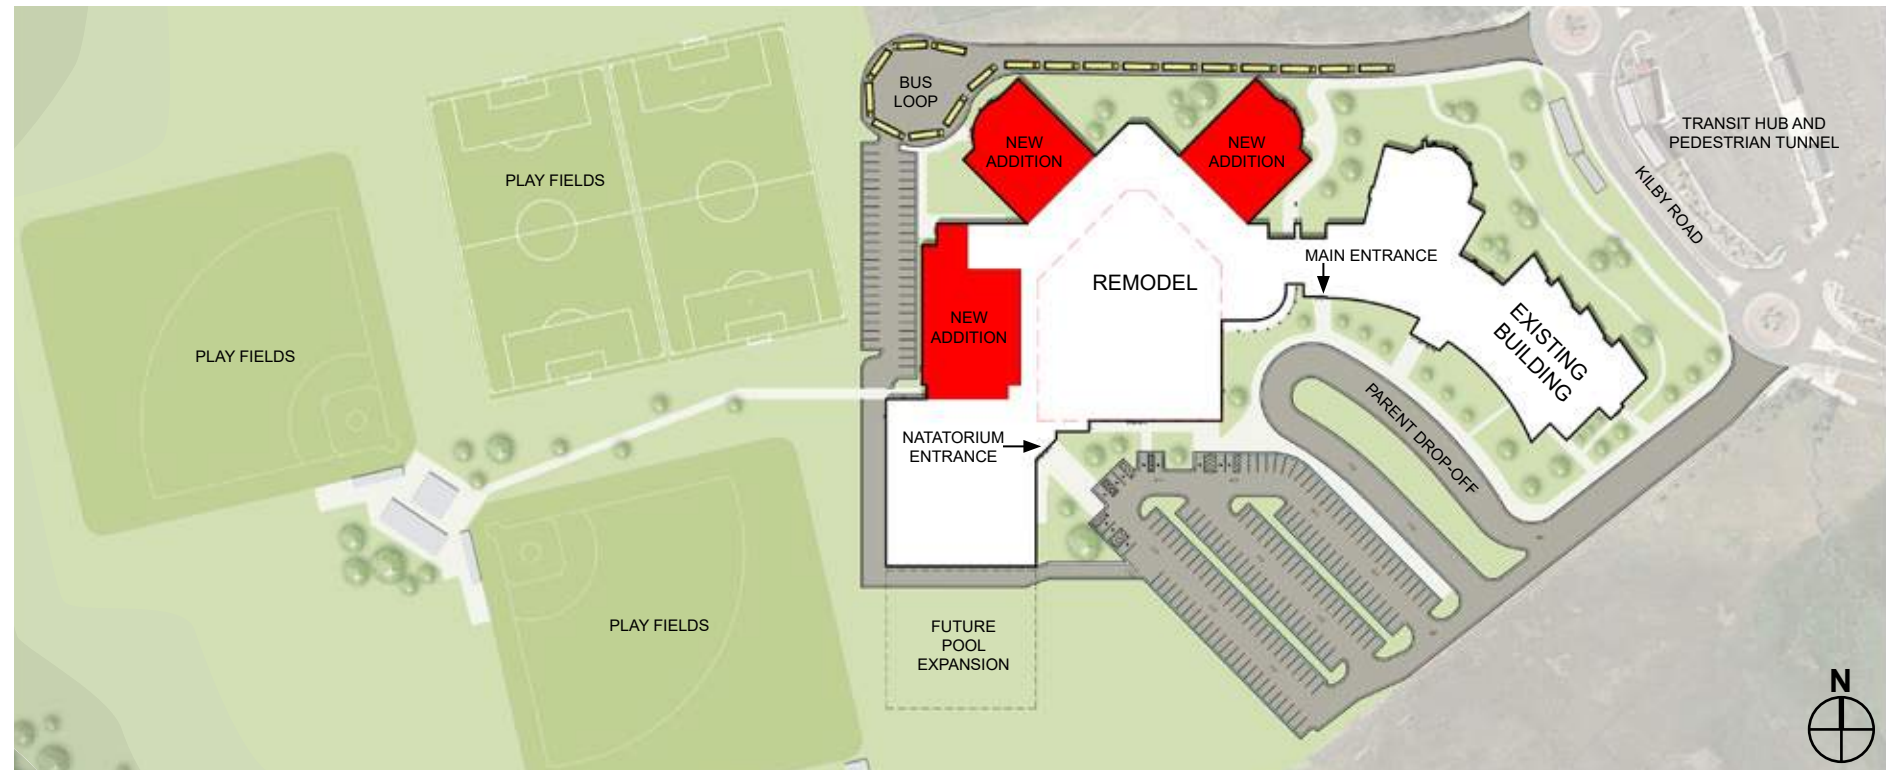 BUS
LOOP
NEW
ADDITION
NEW
ADDITION
TRANSIT HUB AND
PEDESTRIAN TUNNEL
KILBY ROAD
PLAY FIELDS
MAIN ENTRANCE
REMODEL
NEW
ADDITION
EXISTING
BUILDING
PLAY FIELDS
PARENT DROP-OFF
NATATORIUM
ENTRANCE
PLAY FIELDS
FUTURE
POOL
EXPANSION
N